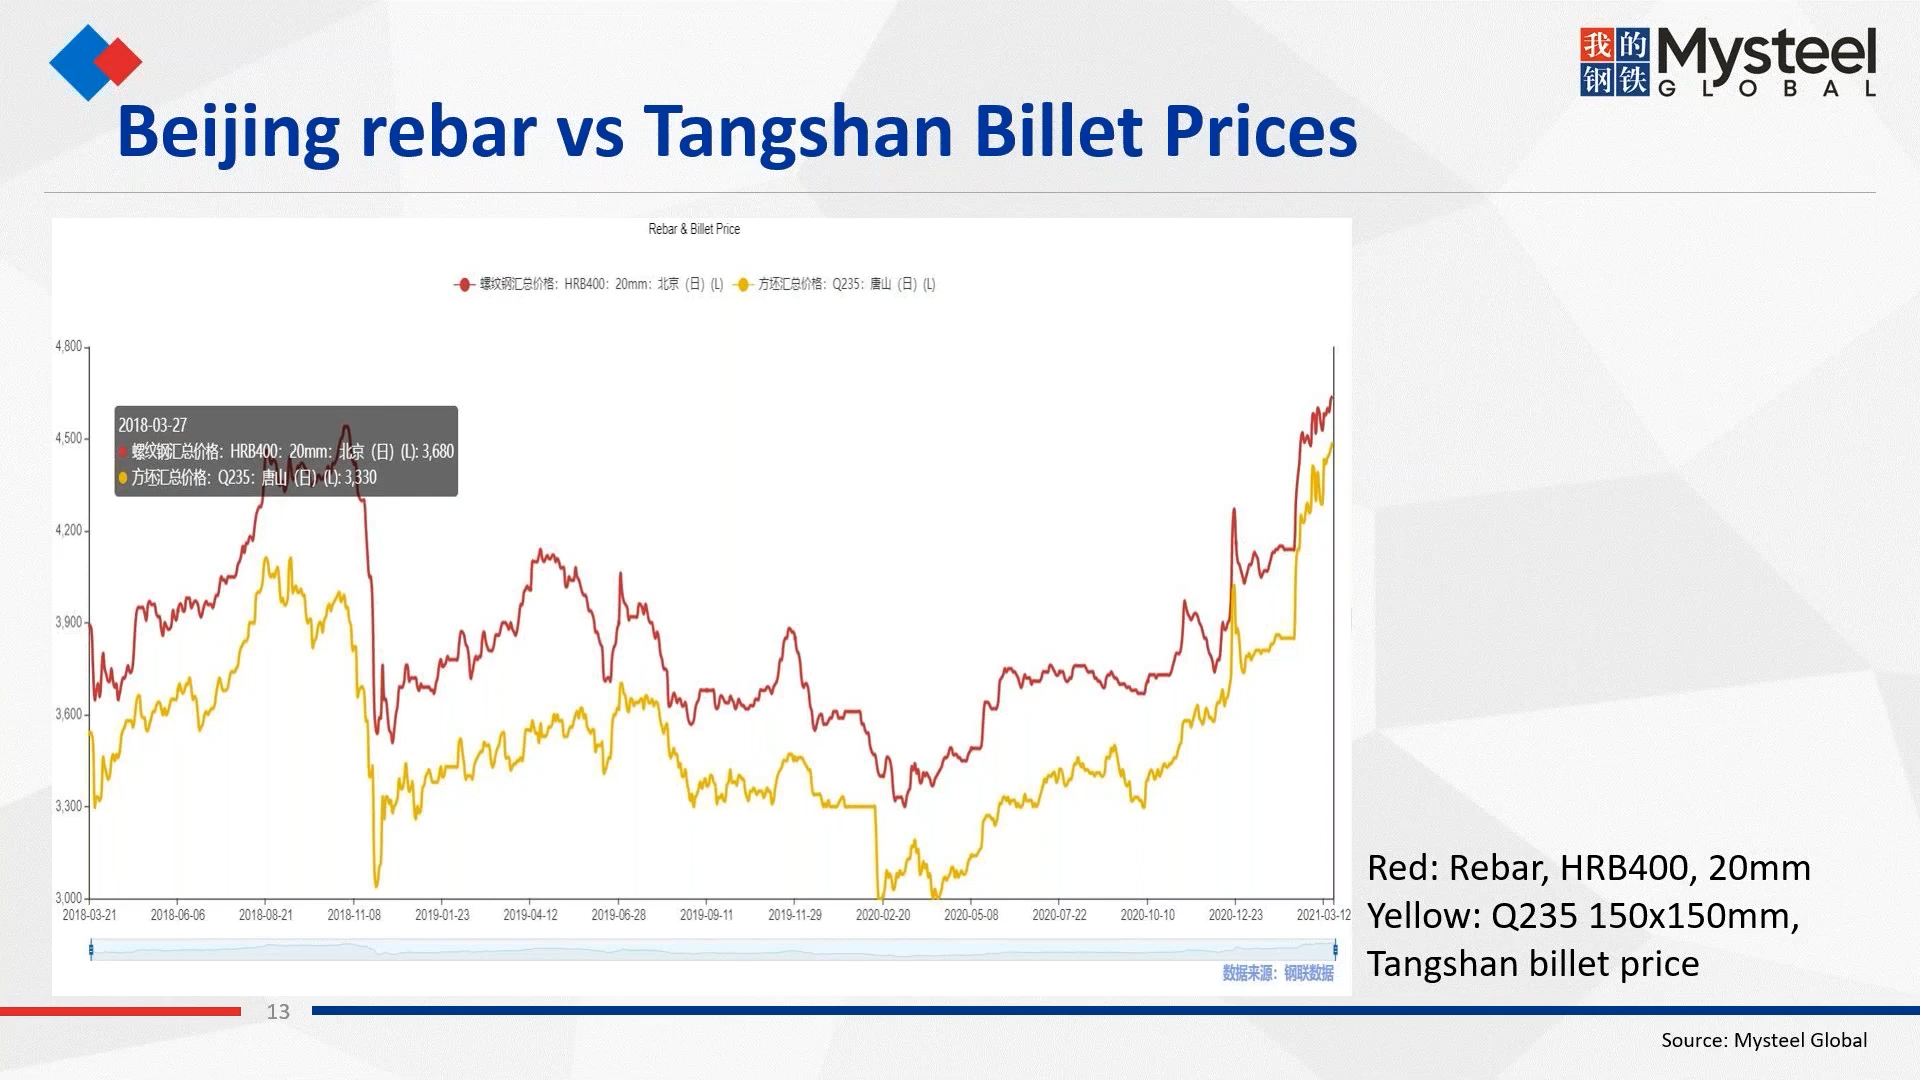 我的
钢铁
Mysteel
GLOBAL
Beijing rebar vs Tangshan Billet Prices
Rebar & Billet Price
螺纹钢汇总价格：HRB400：20mm：北京（日）(L) 方坯汇总价格：Q235：唐山（日）(L)
4,800
2018-03-27
4,500
螺纹钢汇总价格：HRB400：20mm：北京（日）(L): 3,680
方坯汇总价格：Q235：唐山（日）(L): 3,330
4,200
3,900
3,600
3,300
3,000
2018-03-21 2018-06-06 2018-08-21 2018-11-08 2019-01-23 2019-04-12 2019-06-28 2019-09-11 2019-11-29 2020-02-20 2020-05-08 2020-07-22 2020-10-10 2020-12-23 2021-03-12
数据来源：钢联数据
Red: Rebar, HRB400, 20mm
Yellow: Q235 150x150mm,
Tangshan billet price
13
Source: Mysteel Global